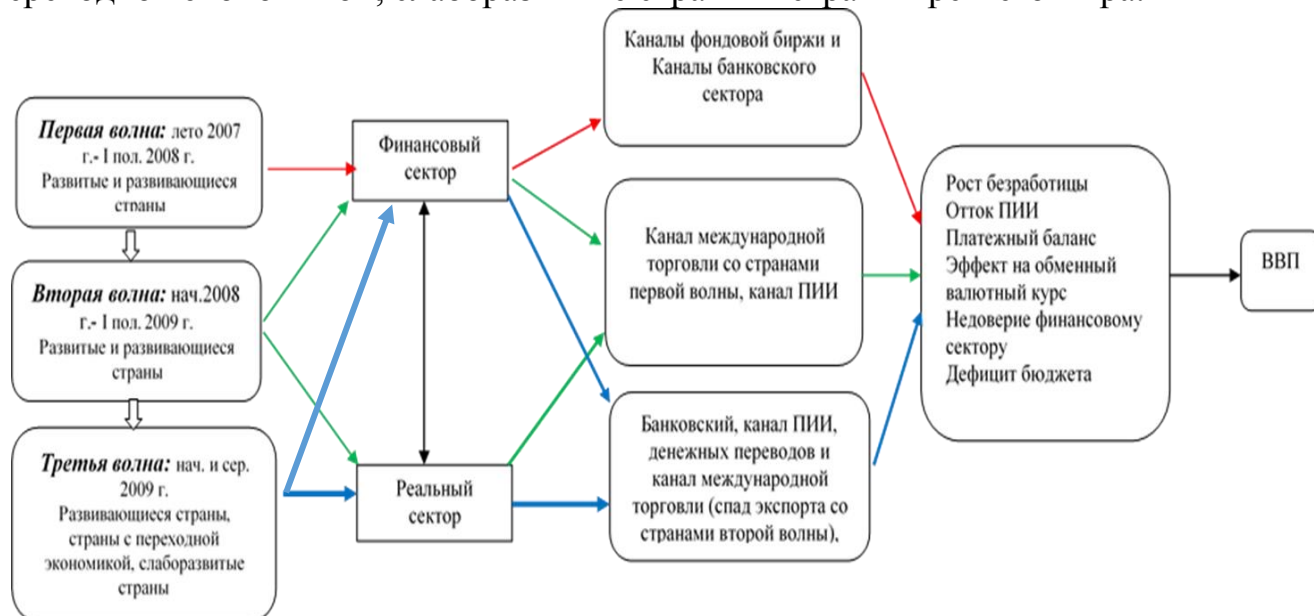 Каналы фондовой биржи и
Каналы банковского
сектора
Первая волна: лето 2007
г.- I пол. 2008 г.
Развитые и развивающиеся
страны
Финансовый
сектор
Вторая волна: нач.2008
г.- I пол. 2009 г.
Развитые и развивающиеся
страны
Канал международной
торговли со странами
первой волны, канал ПИИ
Рост безработицы
Отток ПИИ
Платежный баланс
Эффект на обменный
валютный курс
Недоверие финансовому
сектору
Дефицит бюджета
ВВП
Третья волна: нач. и сер.
2009 г.
Развивающиеся страны,
страны с переходной
экономикой, слаборазвитые
страны
Реальный
сектор
Банковский, канал ПИИ,
денежных переводов и
канал международной
торговли (спад экспорта со
странами второй волны),